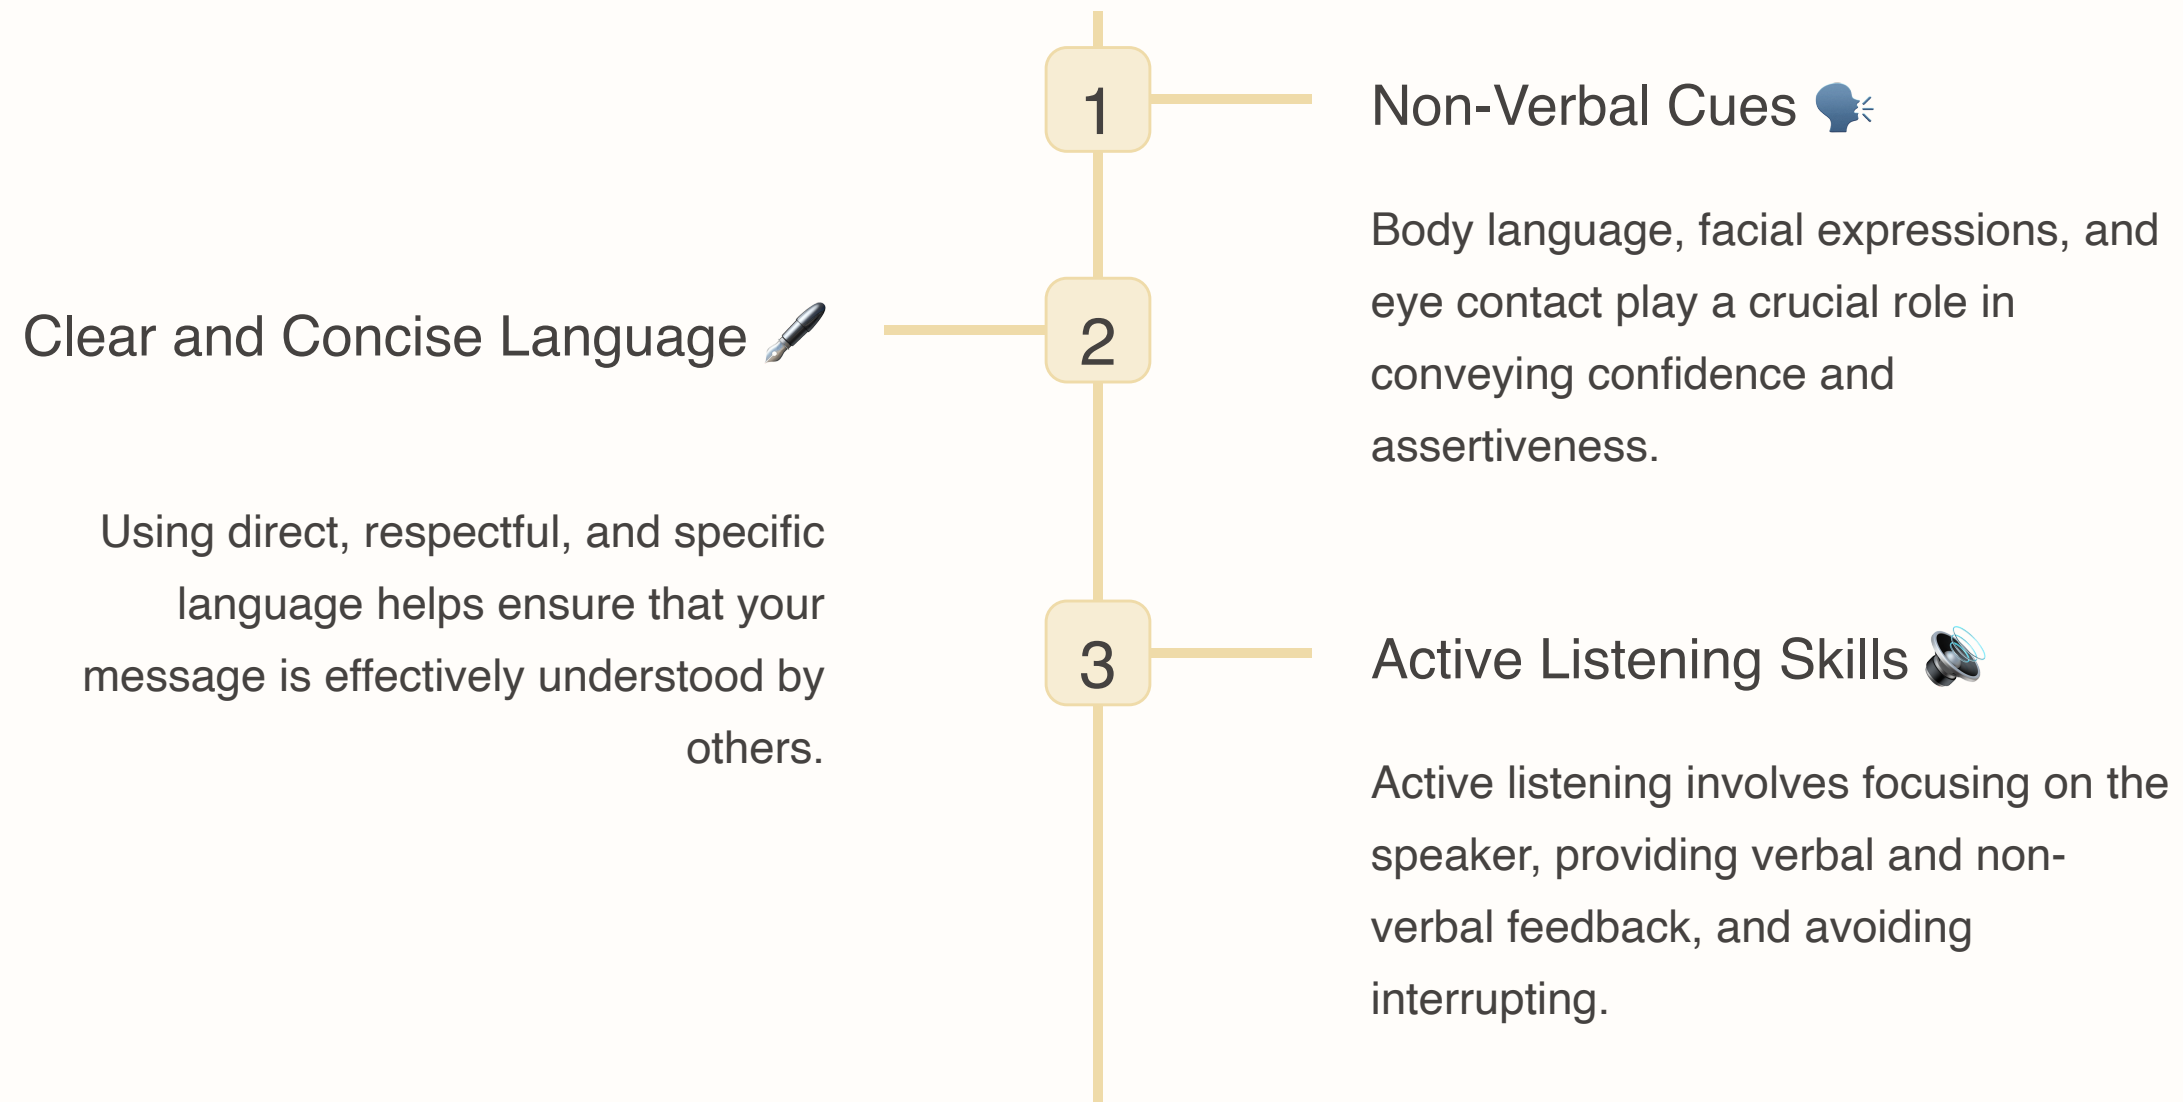 1
Non-Verbal Cues 🗣️
Body language, facial expressions, and
eye contact play a crucial role in
conveying confidence and
assertiveness.
2
Clear and Concise Language 🖋️
Using direct, respectful, and specific
language helps ensure that your
message is effectively understood by
others.
3
Active Listening Skills 🔊
Active listening involves focusing on the
speaker, providing verbal and non-
verbal feedback, and avoiding
interrupting.